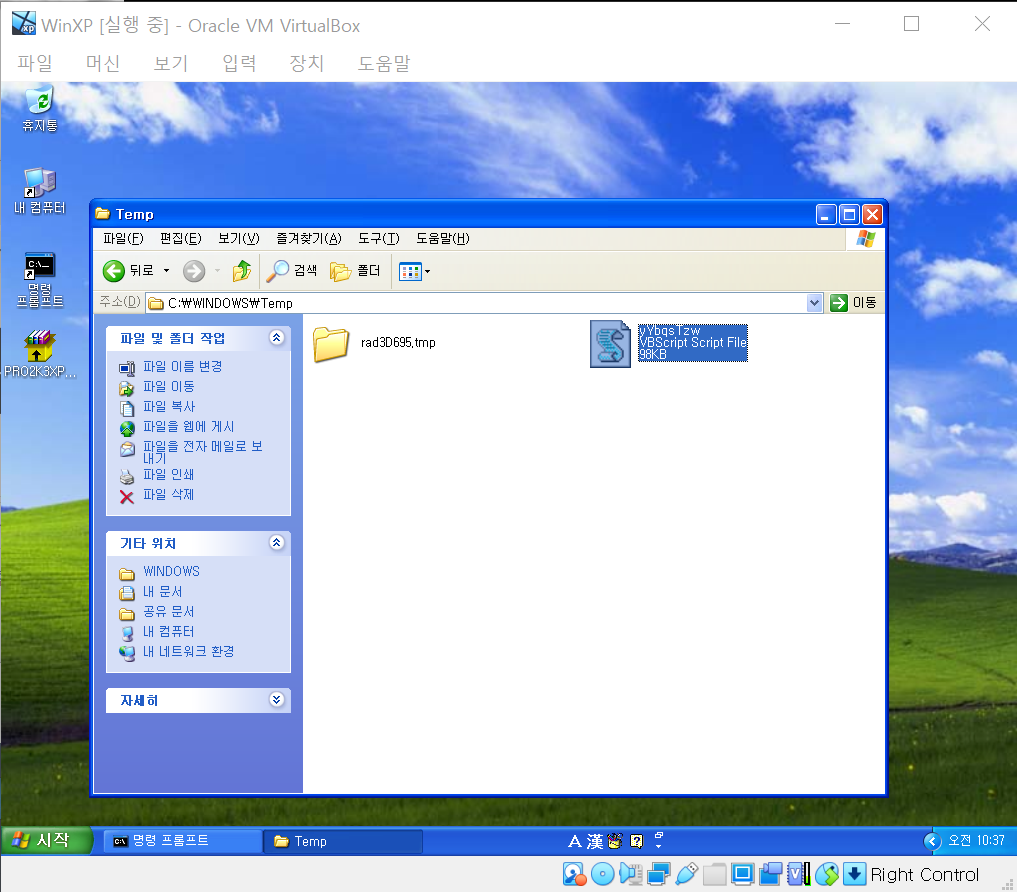 WinXP [실행 중] - Oracle VM VirtualBox
파일 머신 보기 입력 장치 도움말
휴지통
내 컴퓨터
명령
프롬프트
PRO2K3XP...
Temp
파일(F) 편집(E) 보기(V) 즐겨찾기(A) 도구(T) 도움말(H)
뒤로 검색 폴더
주소(D) C:₩WINDOWS₩Temp 이동
파일 및 폴더 작업
파일 이름 변경
파일 이동
파일 복사
파일을 웹에 게시
파일을 전자 메일로 보
내기
파일 인쇄
파일 삭제
기타 위치
WINDOWS
내 문서
공유 문서
내 컴퓨터
내 네트워크 환경
자세히
rad3D695.tmp
yYbqsTzw
VBScript Script File
98KB
시작 명령 프롬프트 Temp A 漢 오전 10:37
Right Control